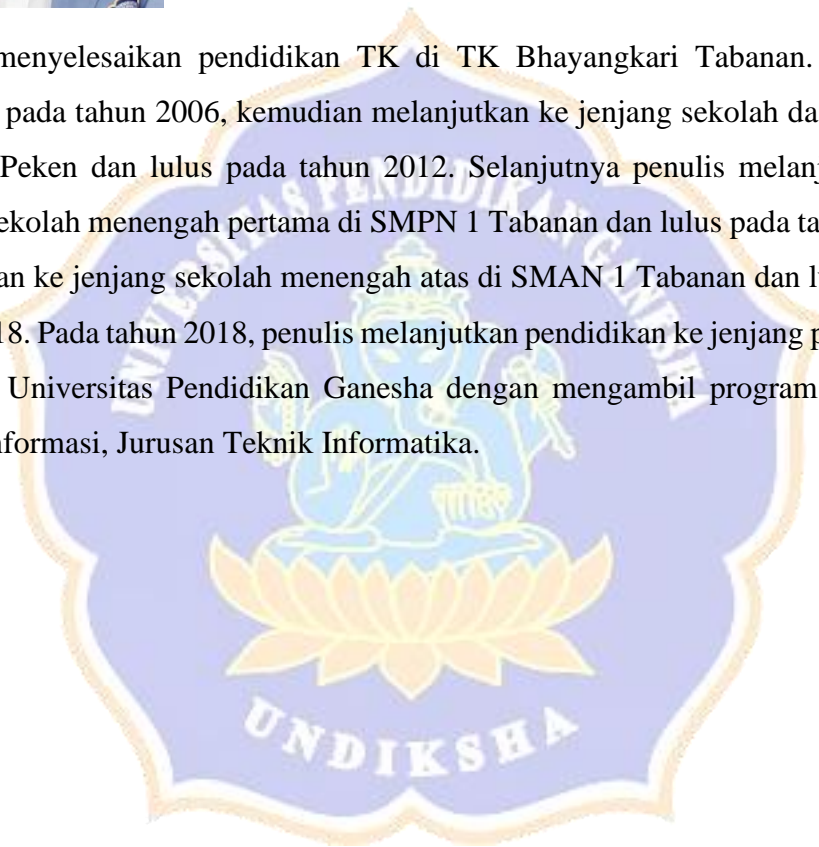 menyelesaikan pendidikan TK di TK Bhayangkari Tabanan.
pada tahun 2006, kemudian melanjutkan ke jenjang sekolah da
Peken dan lulus pada tahun 2012. Selanjutnya penulis melanj
ekolah menengah pertama di SMPN 1 Tabanan dan lulus pada ta
an ke jenjang sekolah menengah atas di SMAN 1 Tabanan dan l
18. Pada tahun 2018, penulis melanjutkan pendidikan ke jenjang p
Universitas Pendidikan Ganesha dengan mengambil program
nformasi, Jurusan Teknik Informatika.
UNIVERSITAS PENDIDIKAN GANESHA
UNDIKSHA